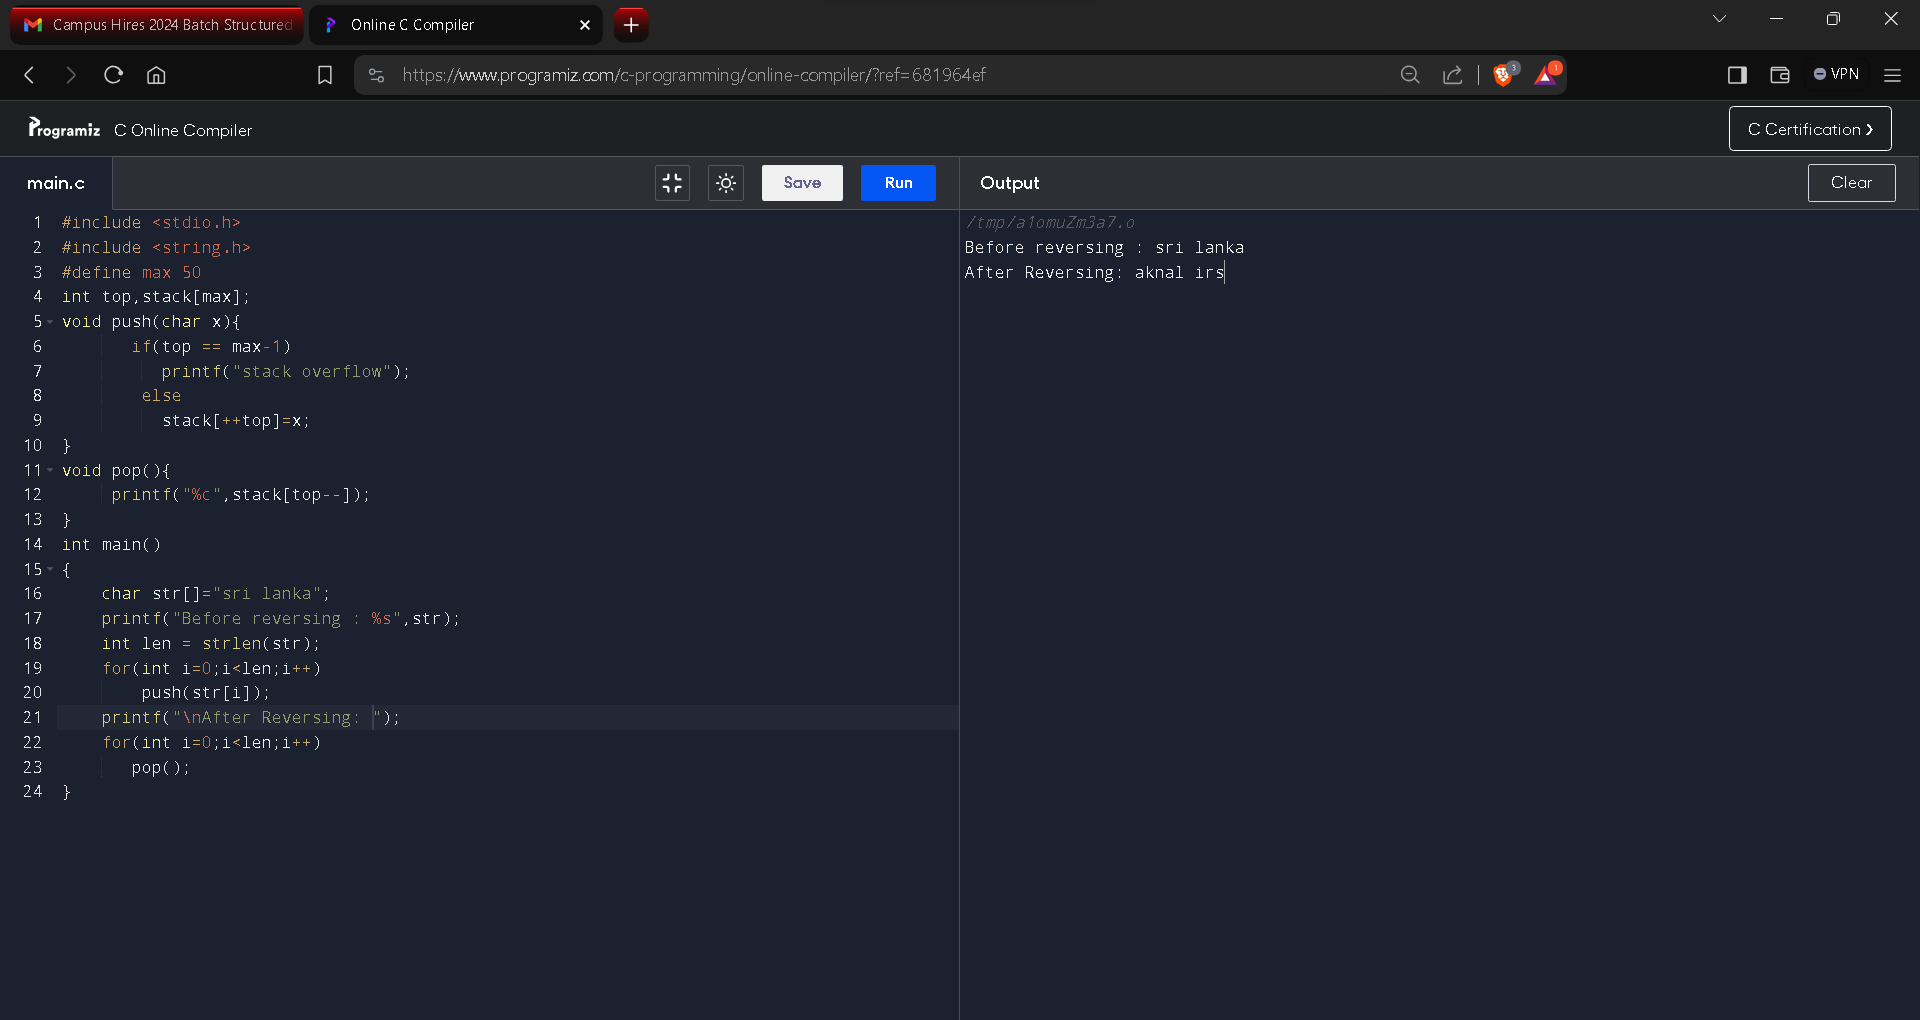 Campus Hires 2024 Batch Structured
Online C Compiler
https://www.programiz.com/c-programming/online-compiler/?ref=681964ef
3
1
VPN
Programiz C Online Compiler
C Certification ❯
main.c
Save
Run
Output
Clear
1 #include <stdio.h>
2 #include <string.h>
3 #define max 50
4 int top,stack[max];
5 void push(char x){
6 if(top == max-1)
7 printf("stack overflow");
8 else
9 stack[++top]=x;
10 }
11 void pop(){
12 printf("%c",stack[top--]);
13 }
14 int main()
15 {
16 char str[]="sri lanka";
17 printf("Before reversing : %s",str);
18 int len = strlen(str);
19 for(int i=0;i<len;i++)
20 push(str[i]);
21 printf("\nAfter Reversing: ");
22 for(int i=0;i<len;i++)
23 pop();
24 }
/tmp/a1omuZm3a7.o
Before reversing : sri lanka
After Reversing: aknal irs